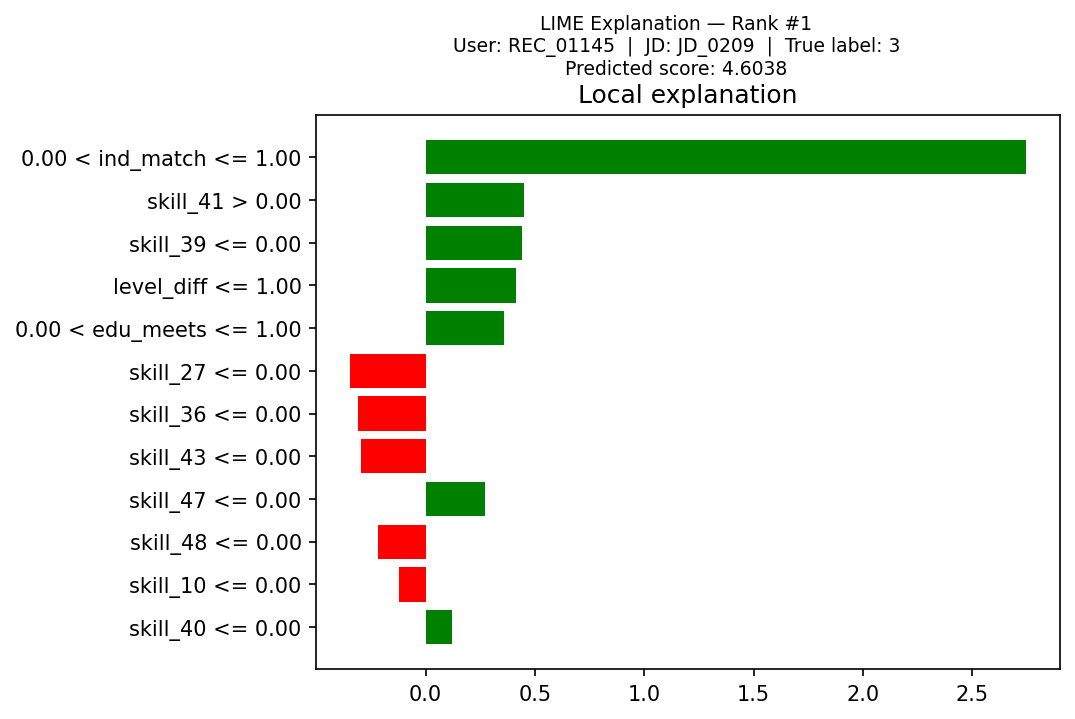 LIME Explanation — Rank #1
User: REC_01145 | JD: JD_0209 | True label: 3
Predicted score: 4.6038
Local explanation
0.00 < ind_match <= 1.00
skill_41 > 0.00
skill_39 <= 0.00
level_diff <= 1.00
0.00 < edu_meets <= 1.00
skill_27 <= 0.00
skill_36 <= 0.00
skill_43 <= 0.00
skill_47 <= 0.00
skill_48 <= 0.00
skill_10 <= 0.00
skill_40 <= 0.00
0.0 0.5 1.0 1.5 2.0 2.5